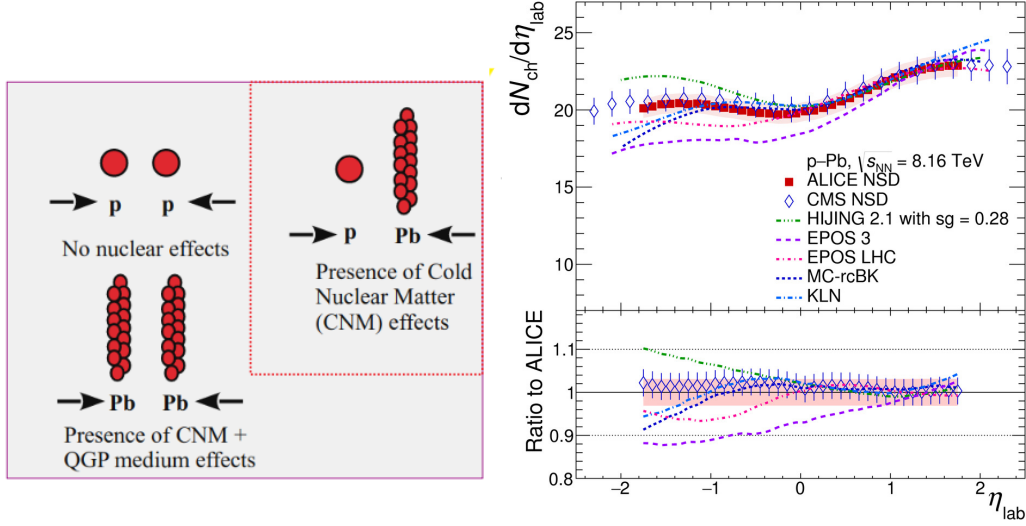 p p
No nuclear effects
p Pb
Presence of Cold
Nuclear Matter
(CNM) effects
Pb Pb
Presence of CNM +
QGP medium effects
dN_ch/dη_lab
25
20
15
10
p–Pb, √s_NN = 8.16 TeV
ALICE NSD
CMS NSD
HIJING 2.1 with sg = 0.28
EPOS 3
EPOS LHC
MC-rcBK
KLN
Ratio to ALICE
1.1
1
0.9
0.8
−2 −1 0 1 2
η_lab